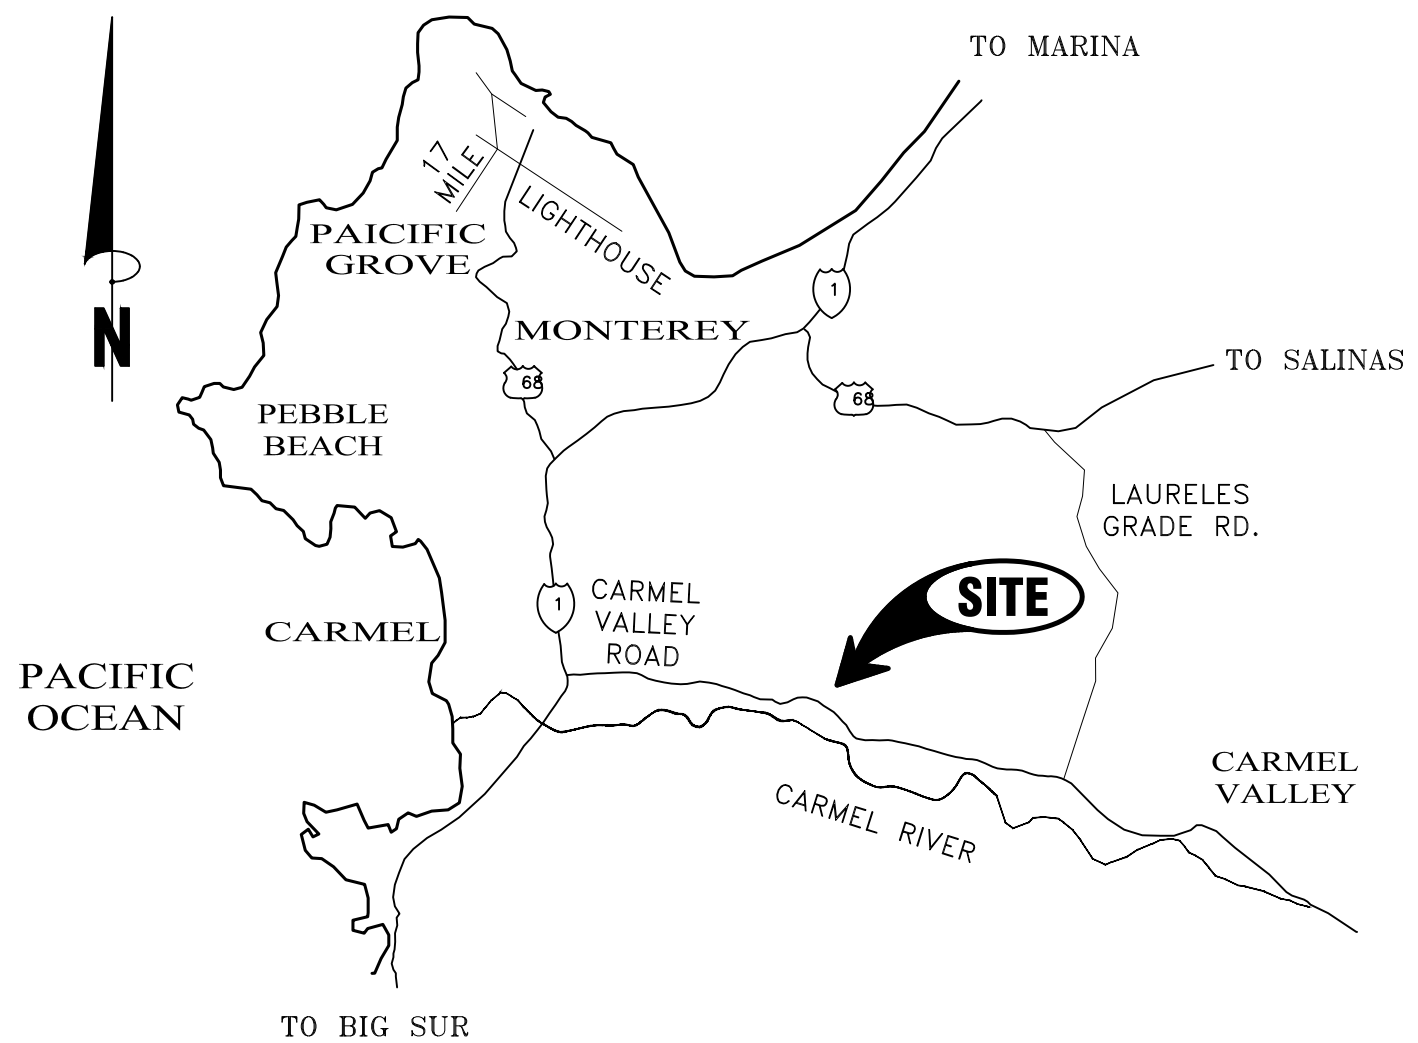 TO MARINA
17
MILE
LIGHTHOUSE
PAICIFIC
GROVE
1
N
MONTEREY
TO SALINAS
68
68
PEBBLE
BEACH
LAURELES
GRADE RD.
SITE
1
CARMEL
VALLEY
ROAD
CARMEL
PACIFIC
OCEAN
CARMEL
VALLEY
CARMEL RIVER
TO BIG SUR